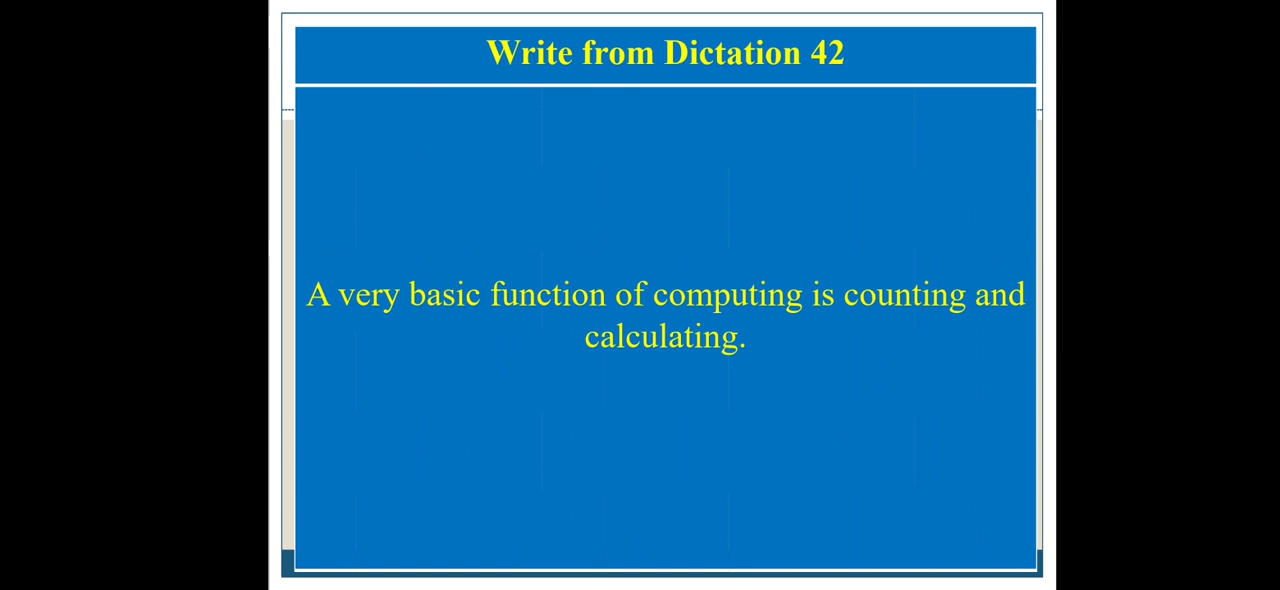 Write from Dictation 42
A very basic function of computing is counting and
calculating.